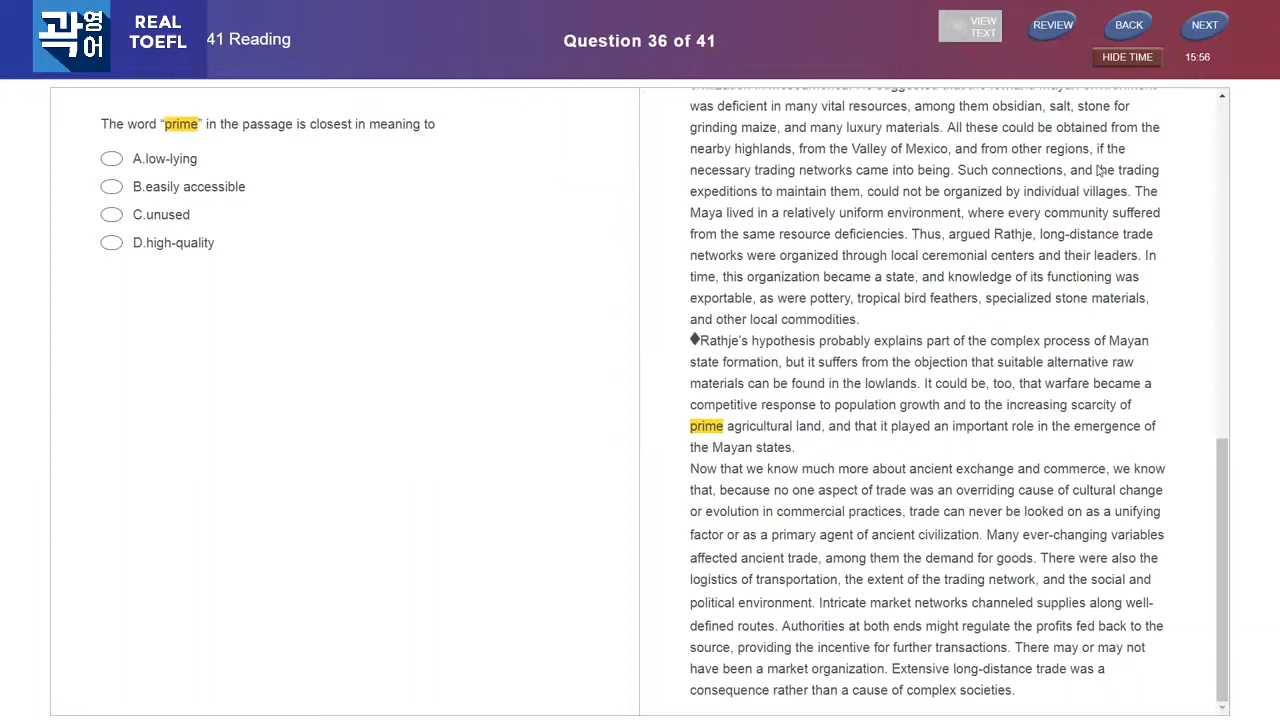 곽영어
REAL
TOEFL
41 Reading
Question 36 of 41
VIEW
TEXT
REVIEW
BACK
NEXT
HIDE TIME
15:56
The word “prime” in the passage is closest in meaning to
A.low-lying
B.easily accessible
C.unused
D.high-quality
was deficient in many vital resources, among them obsidian, salt, stone for
grinding maize, and many luxury materials. All these could be obtained from the
nearby highlands, from the Valley of Mexico, and from other regions, if the
necessary trading networks came into being. Such connections, and the trading
expeditions to maintain them, could not be organized by individual villages. The
Maya lived in a relatively uniform environment, where every community suffered
from the same resource deficiencies. Thus, argued Rathje, long-distance trade
networks were organized through local ceremonial centers and their leaders. In
time, this organization became a state, and knowledge of its functioning was
exportable, as were pottery, tropical bird feathers, specialized stone materials,
and other local commodities.
◆Rathje’s hypothesis probably explains part of the complex process of Mayan
state formation, but it suffers from the objection that suitable alternative raw
materials can be found in the lowlands. It could be, too, that warfare became a
competitive response to population growth and to the increasing scarcity of
prime agricultural land, and that it played an important role in the emergence of
the Mayan states.
Now that we know much more about ancient exchange and commerce, we know
that, because no one aspect of trade was an overriding cause of cultural change
or evolution in commercial practices, trade can never be looked on as a unifying
factor or as a primary agent of ancient civilization. Many ever-changing variables
affected ancient trade, among them the demand for goods. There were also the
logistics of transportation, the extent of the trading network, and the social and
political environment. Intricate market networks channeled supplies along well-
defined routes. Authorities at both ends might regulate the profits fed back to the
source, providing the incentive for further transactions. There may or may not
have been a market organization. Extensive long-distance trade was a
consequence rather than a cause of complex societies.